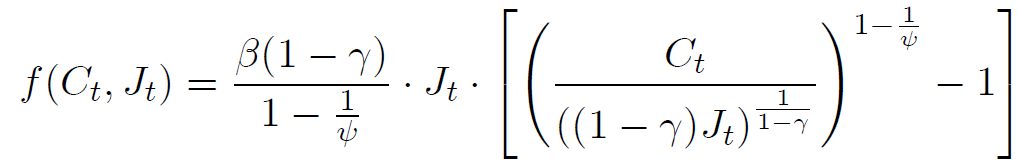 f(C_t, J_t) = \frac{\beta(1-\gamma)}{1-\frac{1}{\psi}} \cdot J_t \cdot \left[ \left( \frac{C_t}{((1-\gamma)J_t)^{\frac{1}{1-\gamma}}} \right)^{1-\frac{1}{\psi}} - 1 \right]